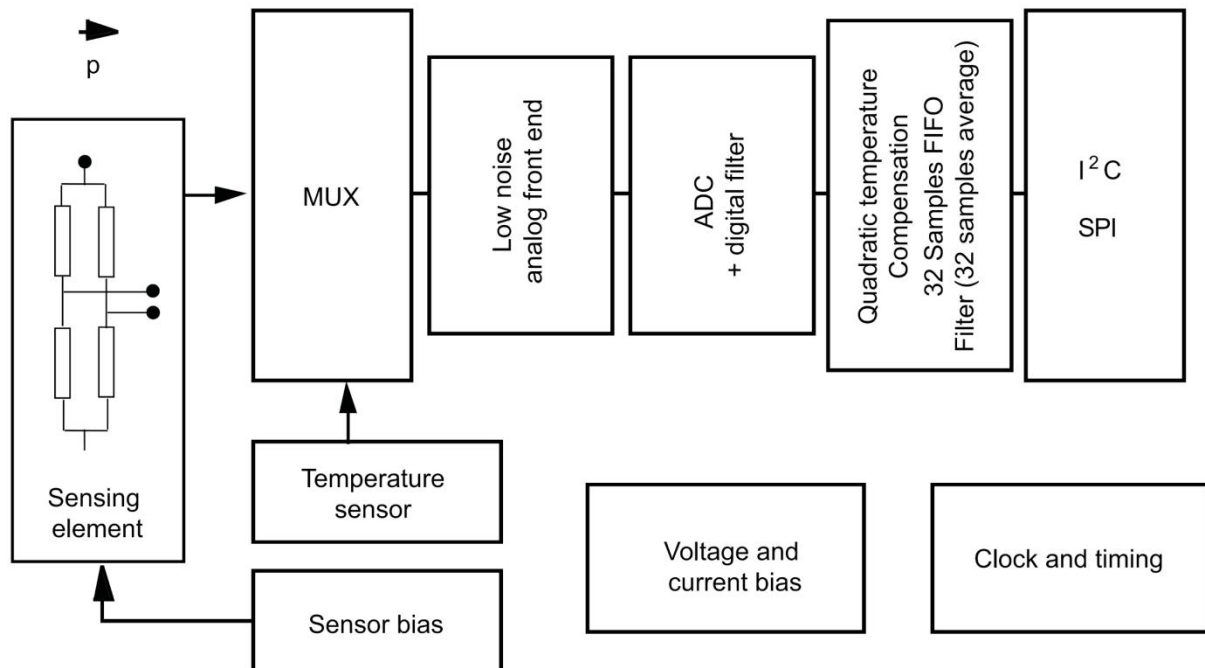 p
Sensing
element
MUX
Low noise
analog front end
ADC
+ digital filter
Quadratic temperature
Compensation
32 Samples FIFO
Filter (32 samples average)
I²C
SPI
Temperature
sensor
Sensor bias
Voltage and
current bias
Clock and timing